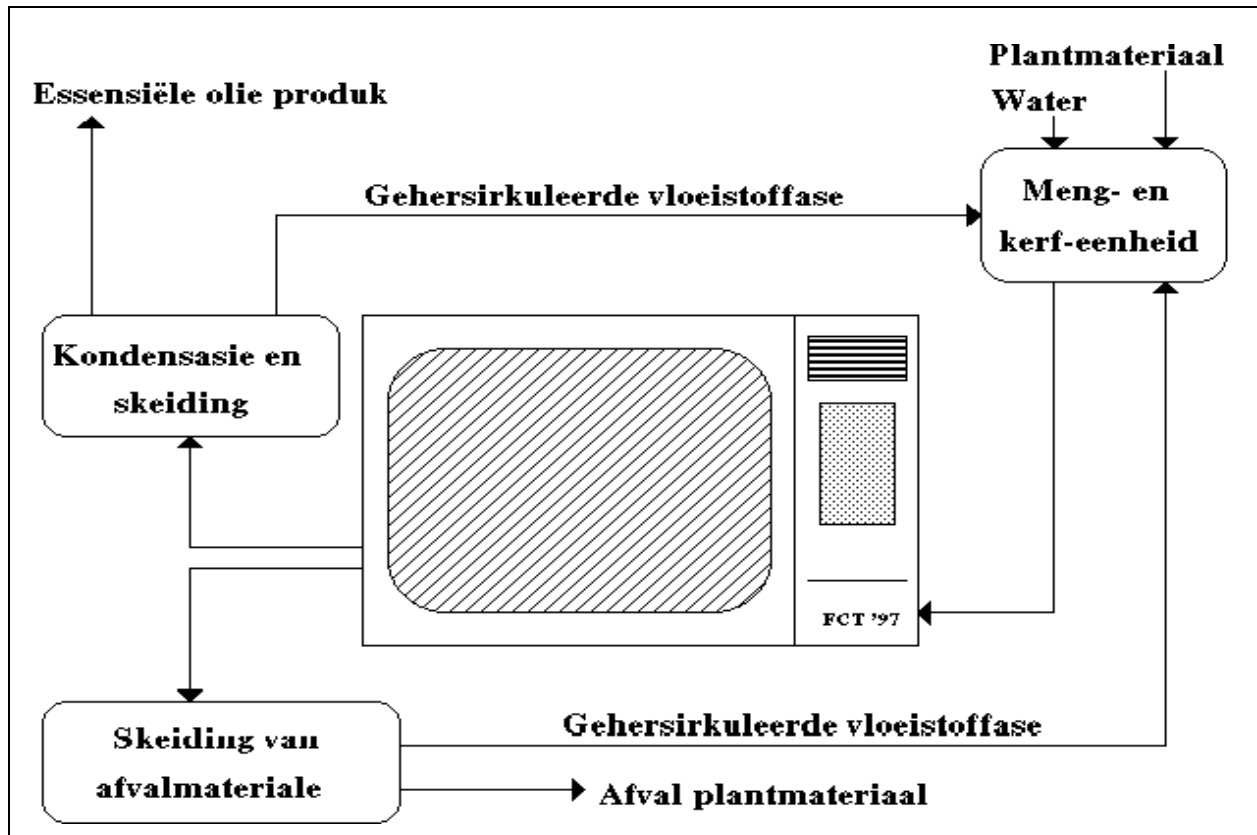 Plantmateriaal
Essensiële olie produk
Water
Gehersirkuleerde vloeistoffase
Meng- en
kerf-eenheid
Kondensasie en
skeiding
FCT '97
Gehersirkuleerde vloeistoffase
Skeiding van
afvalmateriale
Afval plantmateriaal